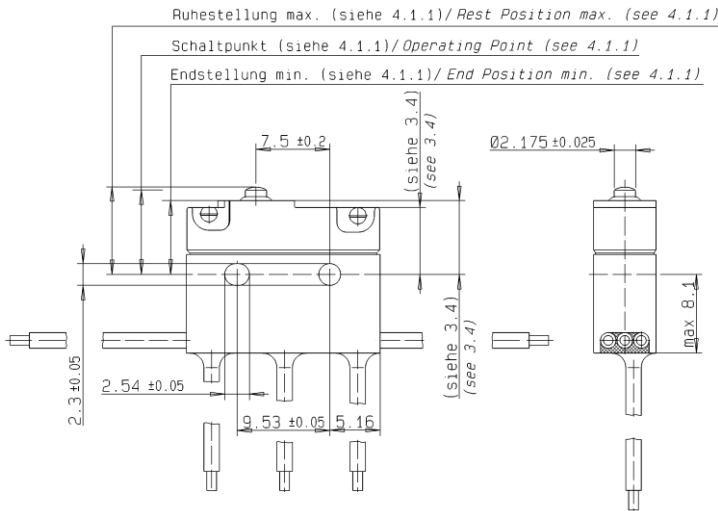 Ruhestellung max. (siehe 4.1.1)/ Rest Position max. (see 4.1.1)
Schaltpunkt (siehe 4.1.1)/ Operating Point (see 4.1.1)
Endstellung min. (siehe 4.1.1)/ End Position min. (see 4.1.1)
7.5 ±0.2
(siehe 3.4)
(see 3.4)
Ø2.175 ±0.025
max 8.1
(siehe 3.4)
(see 3.4)
2.3 ±0.05
2.54 ±0.05
9.53 ±0.05
5.16